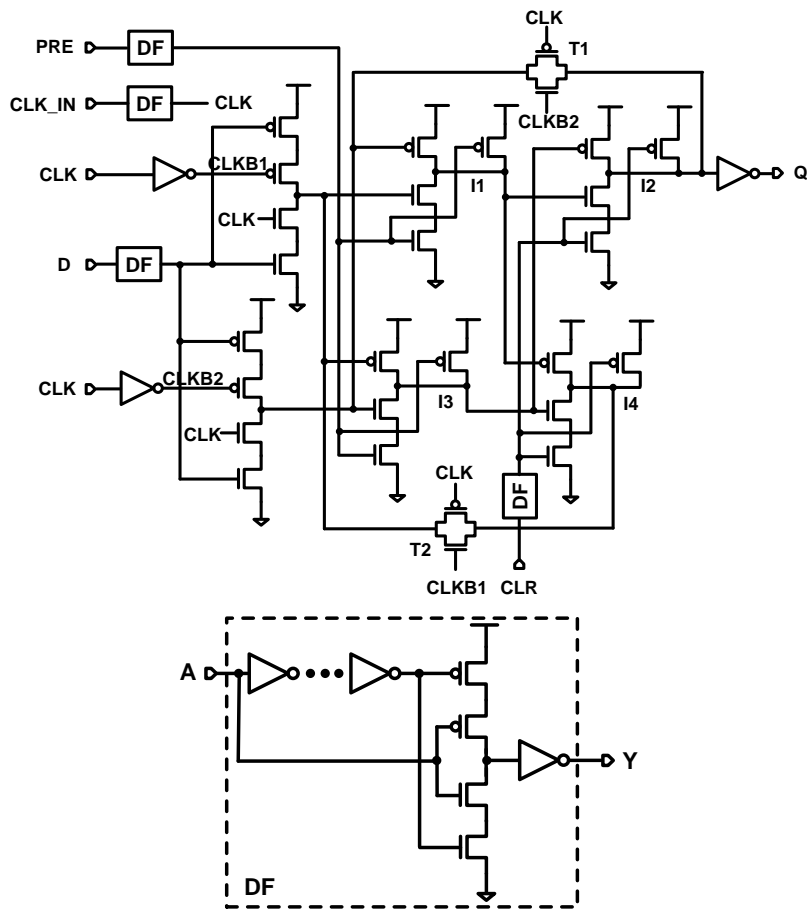 CLK
PRE
DF
T1
CLK_IN
DF
CLK
CLKB2
CLK
CLKB1
I1
I2
Q
CLK
D
DF
CLK
CLKB2
I3
I4
CLK
CLK
DF
T2
CLKB1
CLR
A
Y
DF